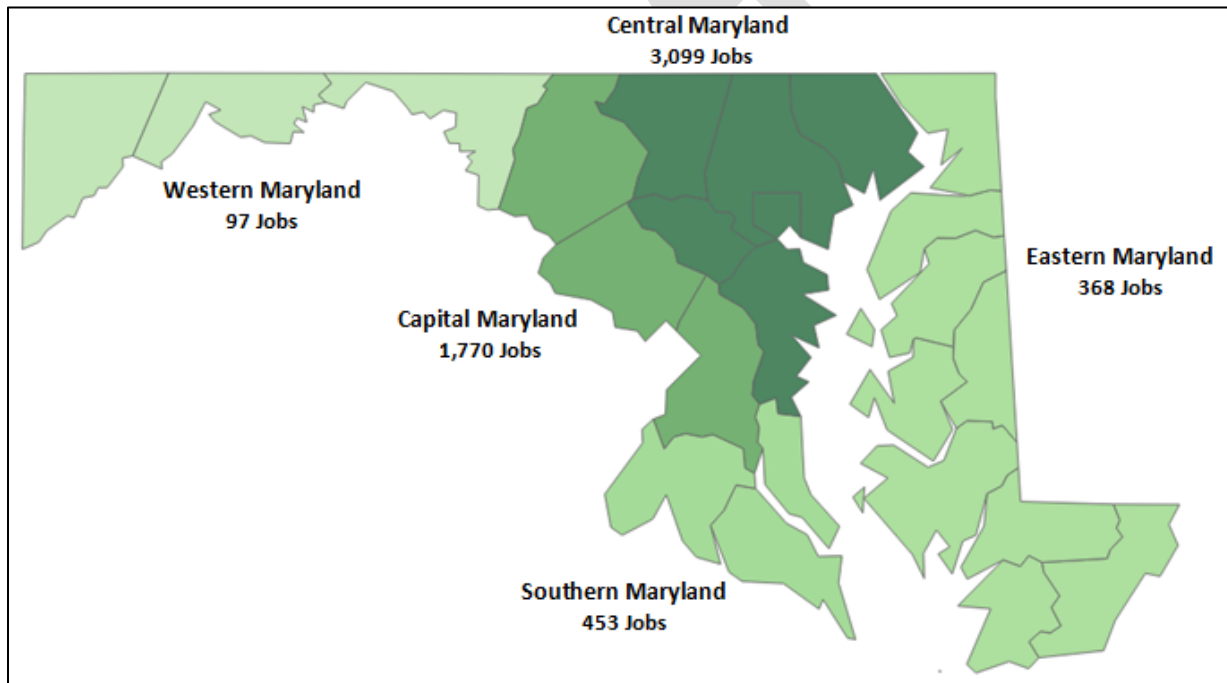 Central Maryland
3,099 Jobs
Western Maryland
97 Jobs
Eastern Maryland
368 Jobs
Capital Maryland
1,770 Jobs
Southern Maryland
453 Jobs